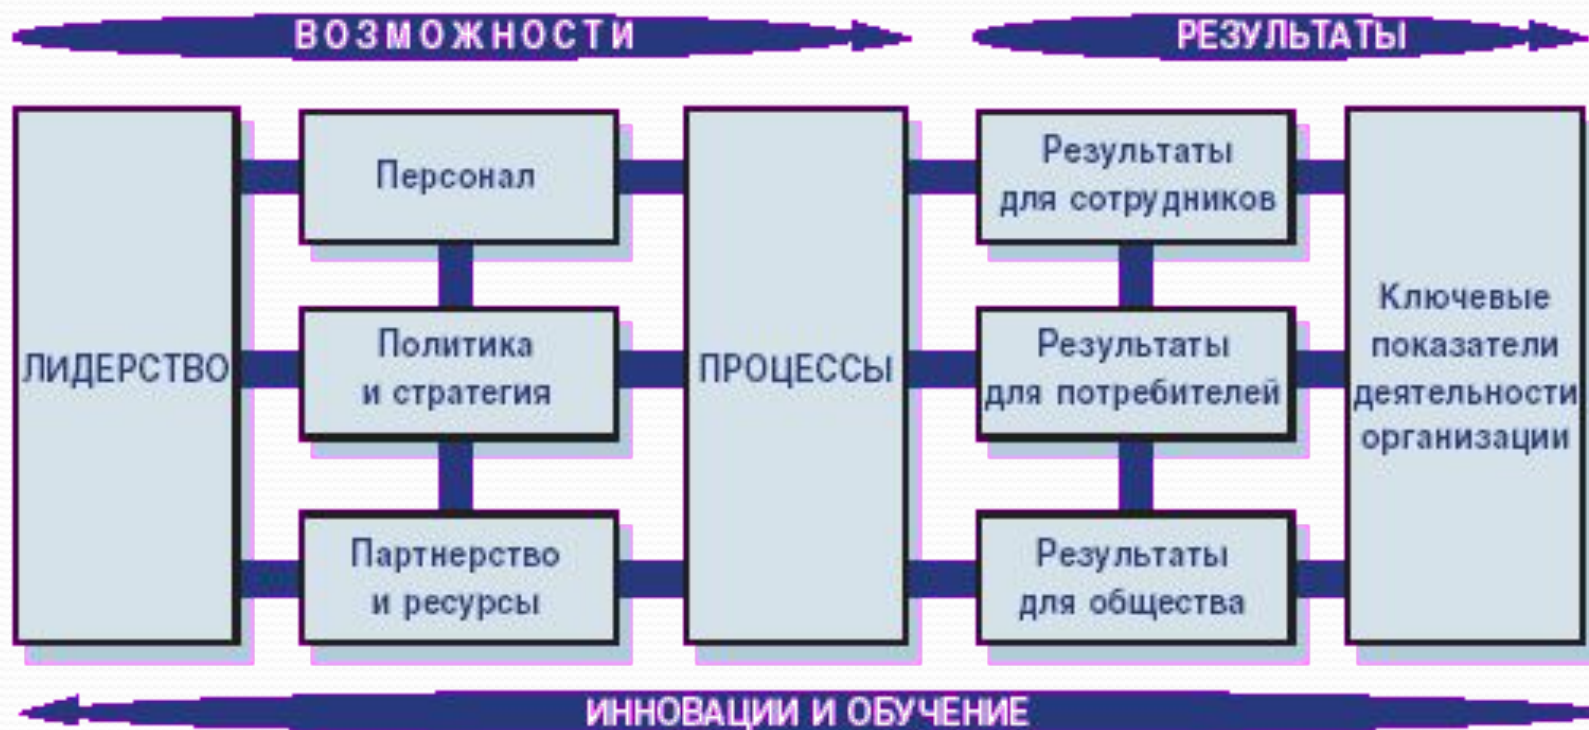 ВОЗМОЖНОСТИ
РЕЗУЛЬТАТЫ
ЛИДЕРСТВО
Персонал
Политика
и стратегия
Партнерство
и ресурсы
ПРОЦЕССЫ
Результаты
для сотрудников
Результаты
для потребителей
Результаты
для общества
Ключевые
показатели
деятельности
организации
ИННОВАЦИИ И ОБУЧЕНИЕ